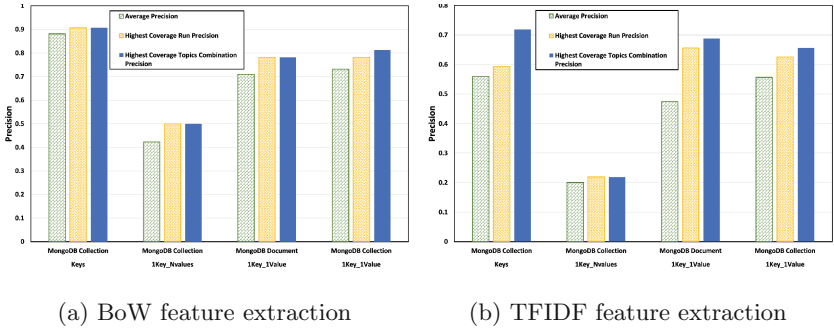 1
0.9
0.8
0.7
0.6
0.5
0.4
0.3
0.2
0.1
0
Precision
Average Precision
Highest Coverage Run Precision
Highest Coverage Topics Combination
Precision
MongoDB Collection MongoDB Collection MongoDB Document MongoDB Collection
Keys 1Key_Nvalues 1Key_1Value 1Key_1Value
(a) BoW feature extraction
0.8
0.7
0.6
0.5
0.4
0.3
0.2
0.1
0
Precision
Average Precision
Highest Coverage Run Precision
Highest Coverage Topics Combination
Precision
MongoDB Collection MongoDB Collection MongoDB Document MongoDB Collection
Keys 1Key_Nvalues 1Key_1Value 1Key_1Value
(b) TFIDF feature extraction